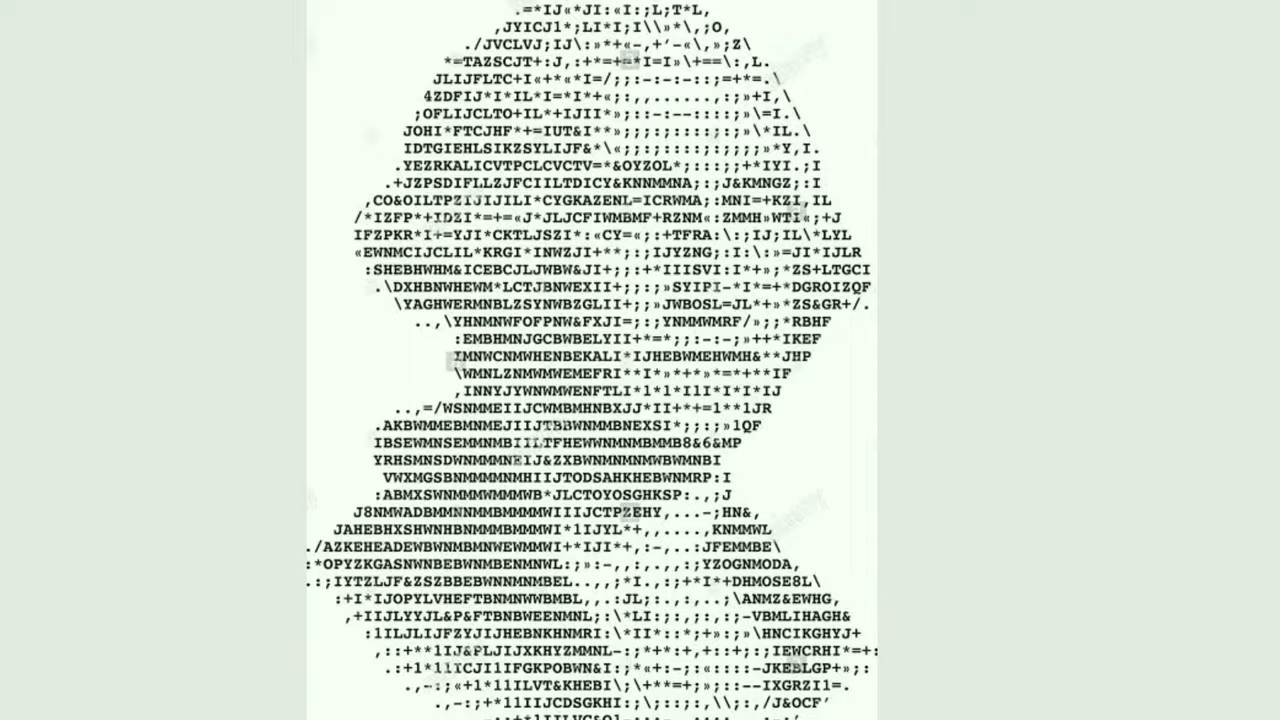 .=*IJ«*JI:«I:;L;T*L,
,JYICJ1*;LI*I;I\\»*\,;O,
./JVCLVJ;IJ\:»*+«-,+′-«\,»;Z\
*=TAZSCJT+:J,:+*=+=*I=I»\+==\:,L.
JLIJFLTC+I«+*«*I=/;;:-:-:-::;=+*=.\
4ZDFIJ*I*IL*I=I*+«;:,,......,:;»+I,\
;OFLIJCLTO+IL*+IJII*»;::-:--::::;»\=I.\
JOHI*FTCJHF*+=IUT&I**»;;;:;::::;:;»\*IL.\
IDTGIEHLSIKZSYLIJF&*\«;;:;:::;:;;;;»*Y,I.
.YEZRKALICVTPCLCVCTV=*&OYZOL*;:::;;+*IYI.;I
.+JZPSDIFLLZJFCIILTDICY&KNNMMNA;:;J&KMNGZ;:I
,CO&OILTPZIJIJILI*CYGKAZENL=ICRWMA;:MNI=+KZI,IL
/*IZFP*+IDZI*=+=«J*JLJCFIWMBMF+RZNM«:ZMMH»WTI«;+J
IFZPKR*I+=YJI*CKTLJSZI*:«CY=«;:+TFRA:\:;IJ;IL\*LYL
«EWNMCIJCLIL*KRGI*INWZJI+**;:;IJYZNG;:I:\:»=JI*IJLR
:SHEBHWHM&ICEBCJLJWBW&JI+;;:+*IIISVI:I*+»;*ZS+LTGCI
.\DXHBNWHEWM*LCTJBNWEXII+;;:;»SYIPI-*I*=+*DGROIZQF
\YAGHWERMNBLZSYNWBZGLII+;;»JWBOSL=JL*+»*ZS&GR+/.
..,\YHNMNWFOFPNW&FXJI=;:;YNMMWMRF/»;;*RBHF
:EMBHMNJGCBWBELYII+*=*;;:-:-;»++*IKEF
IMNWCNMWHENBEKALI*IJHEBWMEHWMH&**JHP
\WMNLZNMWMWEMEFRI**I*»*+*»*=*+**IF
,INNYJYWNWMWENFTLI*1*1*IlI*I*I*IJ
..,=/WSNMMEIIJCWMBMHNBXJJ*II+*+=1**1JR
.AKBWMMEBMNMEJIIJTBBWNMMBNEXSI*;;:;»1QF
IBSEWMNSEMMNMBIILTFHEWWNMNMBMMB8&6&MP
YRHSMNSDWNMMMNEIJ&ZXBWNMNMNMWBWMNBI
VWXMGSBNMMMMNMHIIJTODSAHKHEBWNMRP:I
:ABMXSWNMMMWMMMWB*JLCTOYOSGHKSP:.,;J
J8NMWADBMMNNMMBMMMMWIIIJCTPZEHY,...-;HN&,
JAHEBHXSHWNHBNMMMBMMMWI*1IJYL*+,,....,KNMMWL
./AZKEHEADEWBWNMBMNWEWMMWI+*IJI*+,:-,..:JFEMMBE\
:*OPYZKGASNWNBEBWNMBENMNWL:;»:-,,:,.,,:;YZOGNMODA,
.:;IYTZLJF&ZSZBBEBWNNMNMBEL..,,;*I.,:;+*I*+DHMOSE8L\
:+I*IJOPYLVHEFTBNMNWWBMBL,,.:JL;:.,:,..;\ANMZ&EWHG,
,+IIJLYYJL&P&FTBNBWEENMNL;:\*LI:;:,;:,:;-VBMLIHAGH&
:1ILJLIJFZYJIJHEBNKHNMRI:\*II*::*;+»:;»\HNCIKGHYJ+
,::+**1IJ&PLJIJXKHYZMMNL-:;*+*:+,+::+;:;IEWCRHI*=+:
.:+1*1IICJI1IFGKPOBWN&I:;*«+:-;:«::::-JKEBLGP+»;:
.,-:;«+1*1IILVT&KHEBI\;\+**=+;»;::--IXGRZI1=.
.,-:;+*1IIIJCDSGKHI:;\;::;:,\\;:,/J&OCF′